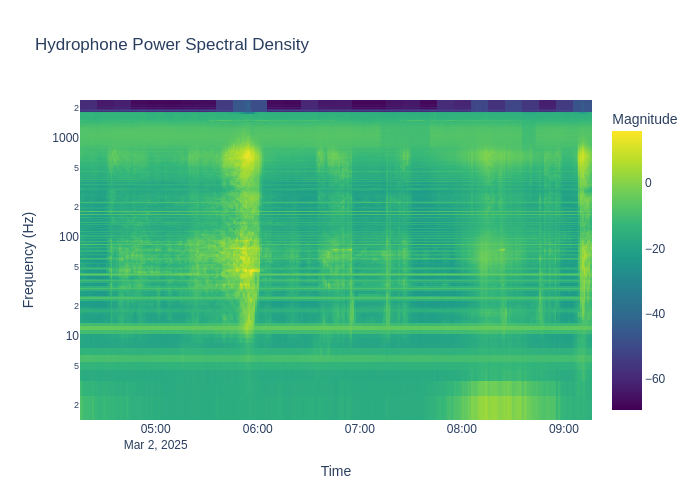 Hydrophone Power Spectral Density
Magnitude
2
1000
5
2
100
5
2
10
5
2
Frequency (Hz)
0
−20
−40
−60
05:00 06:00 07:00 08:00 09:00
Mar 2, 2025
Time